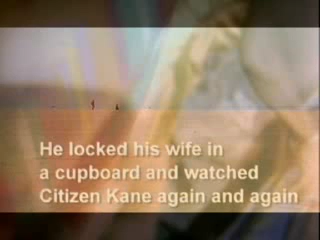 He locked his wife in
a cupboard and watched
Citizen Kane again and again